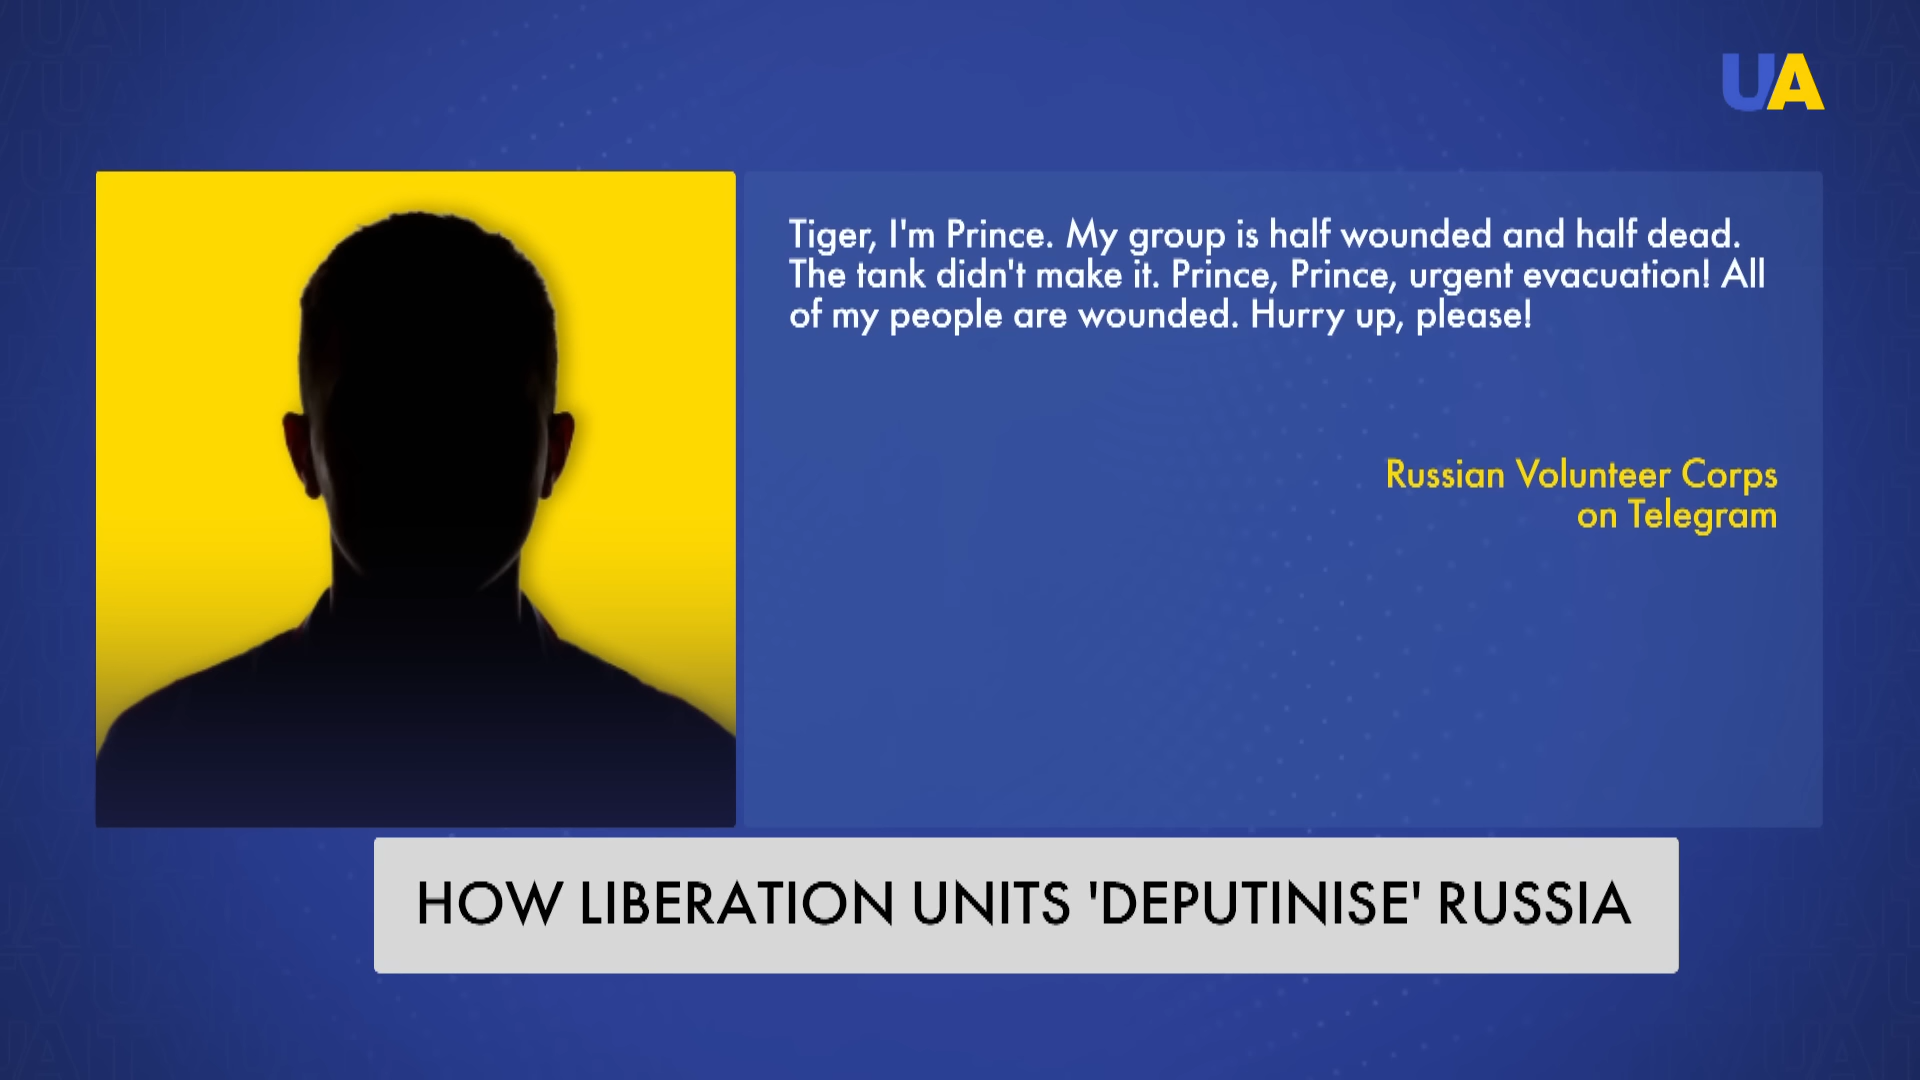 UA
Tiger, I'm Prince. My group is half wounded and half dead.
The tank didn't make it. Prince, Prince, urgent evacuation! All
of my people are wounded. Hurry up, please!
Russian Volunteer Corps
on Telegram
HOW LIBERATION UNITS 'DEPUTINISE' RUSSIA